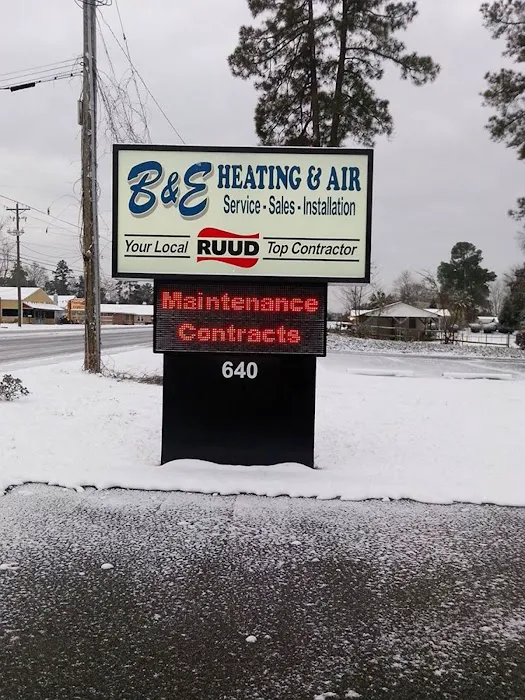 B&E HEATING & AIR
Service - Sales - Installation
Your Local RUUD Top Contractor
Maintenance
Contracts
640